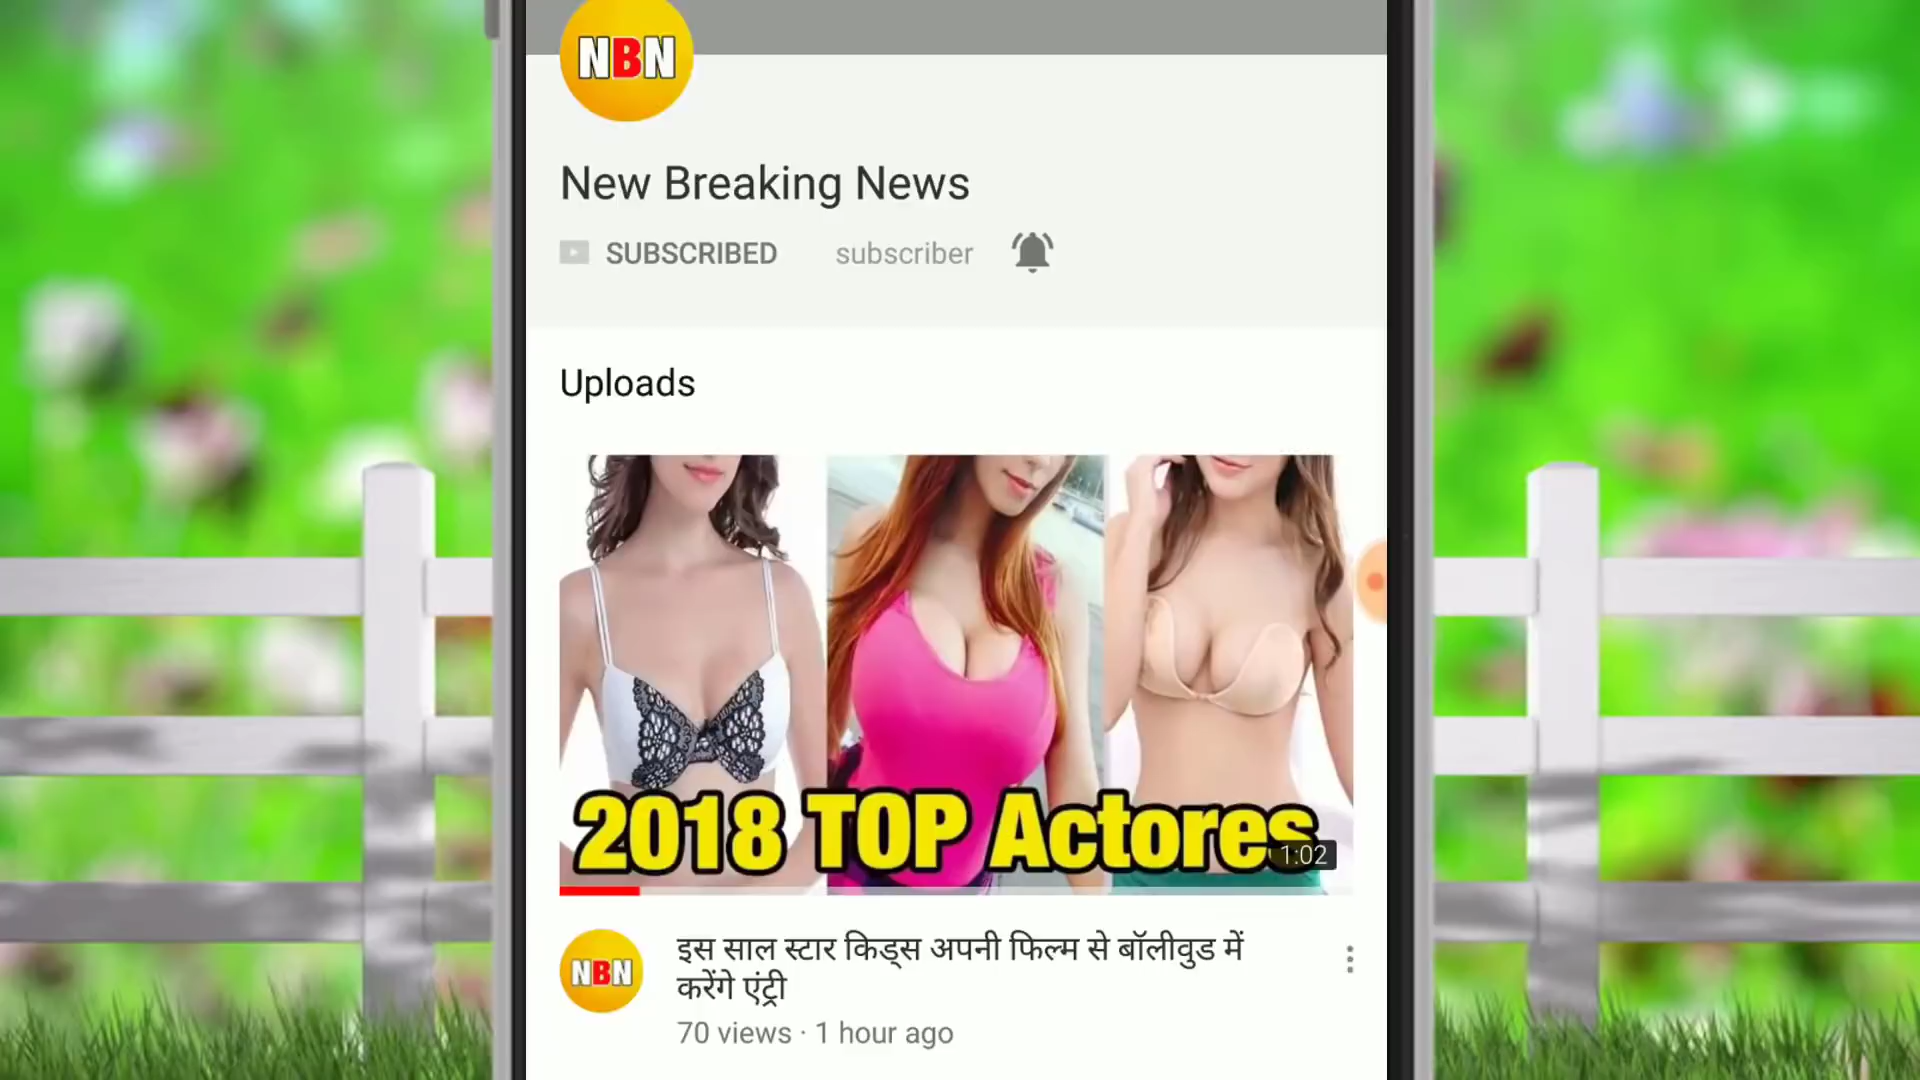 NBN
New Breaking News
SUBSCRIBED subscriber
Uploads
2018 TOP Actores
1:02
NBN
इस साल स्टार किड्स अपनी फिल्म से बॉलीवुड में
करेंगे एंट्री
70 views · 1 hour ago